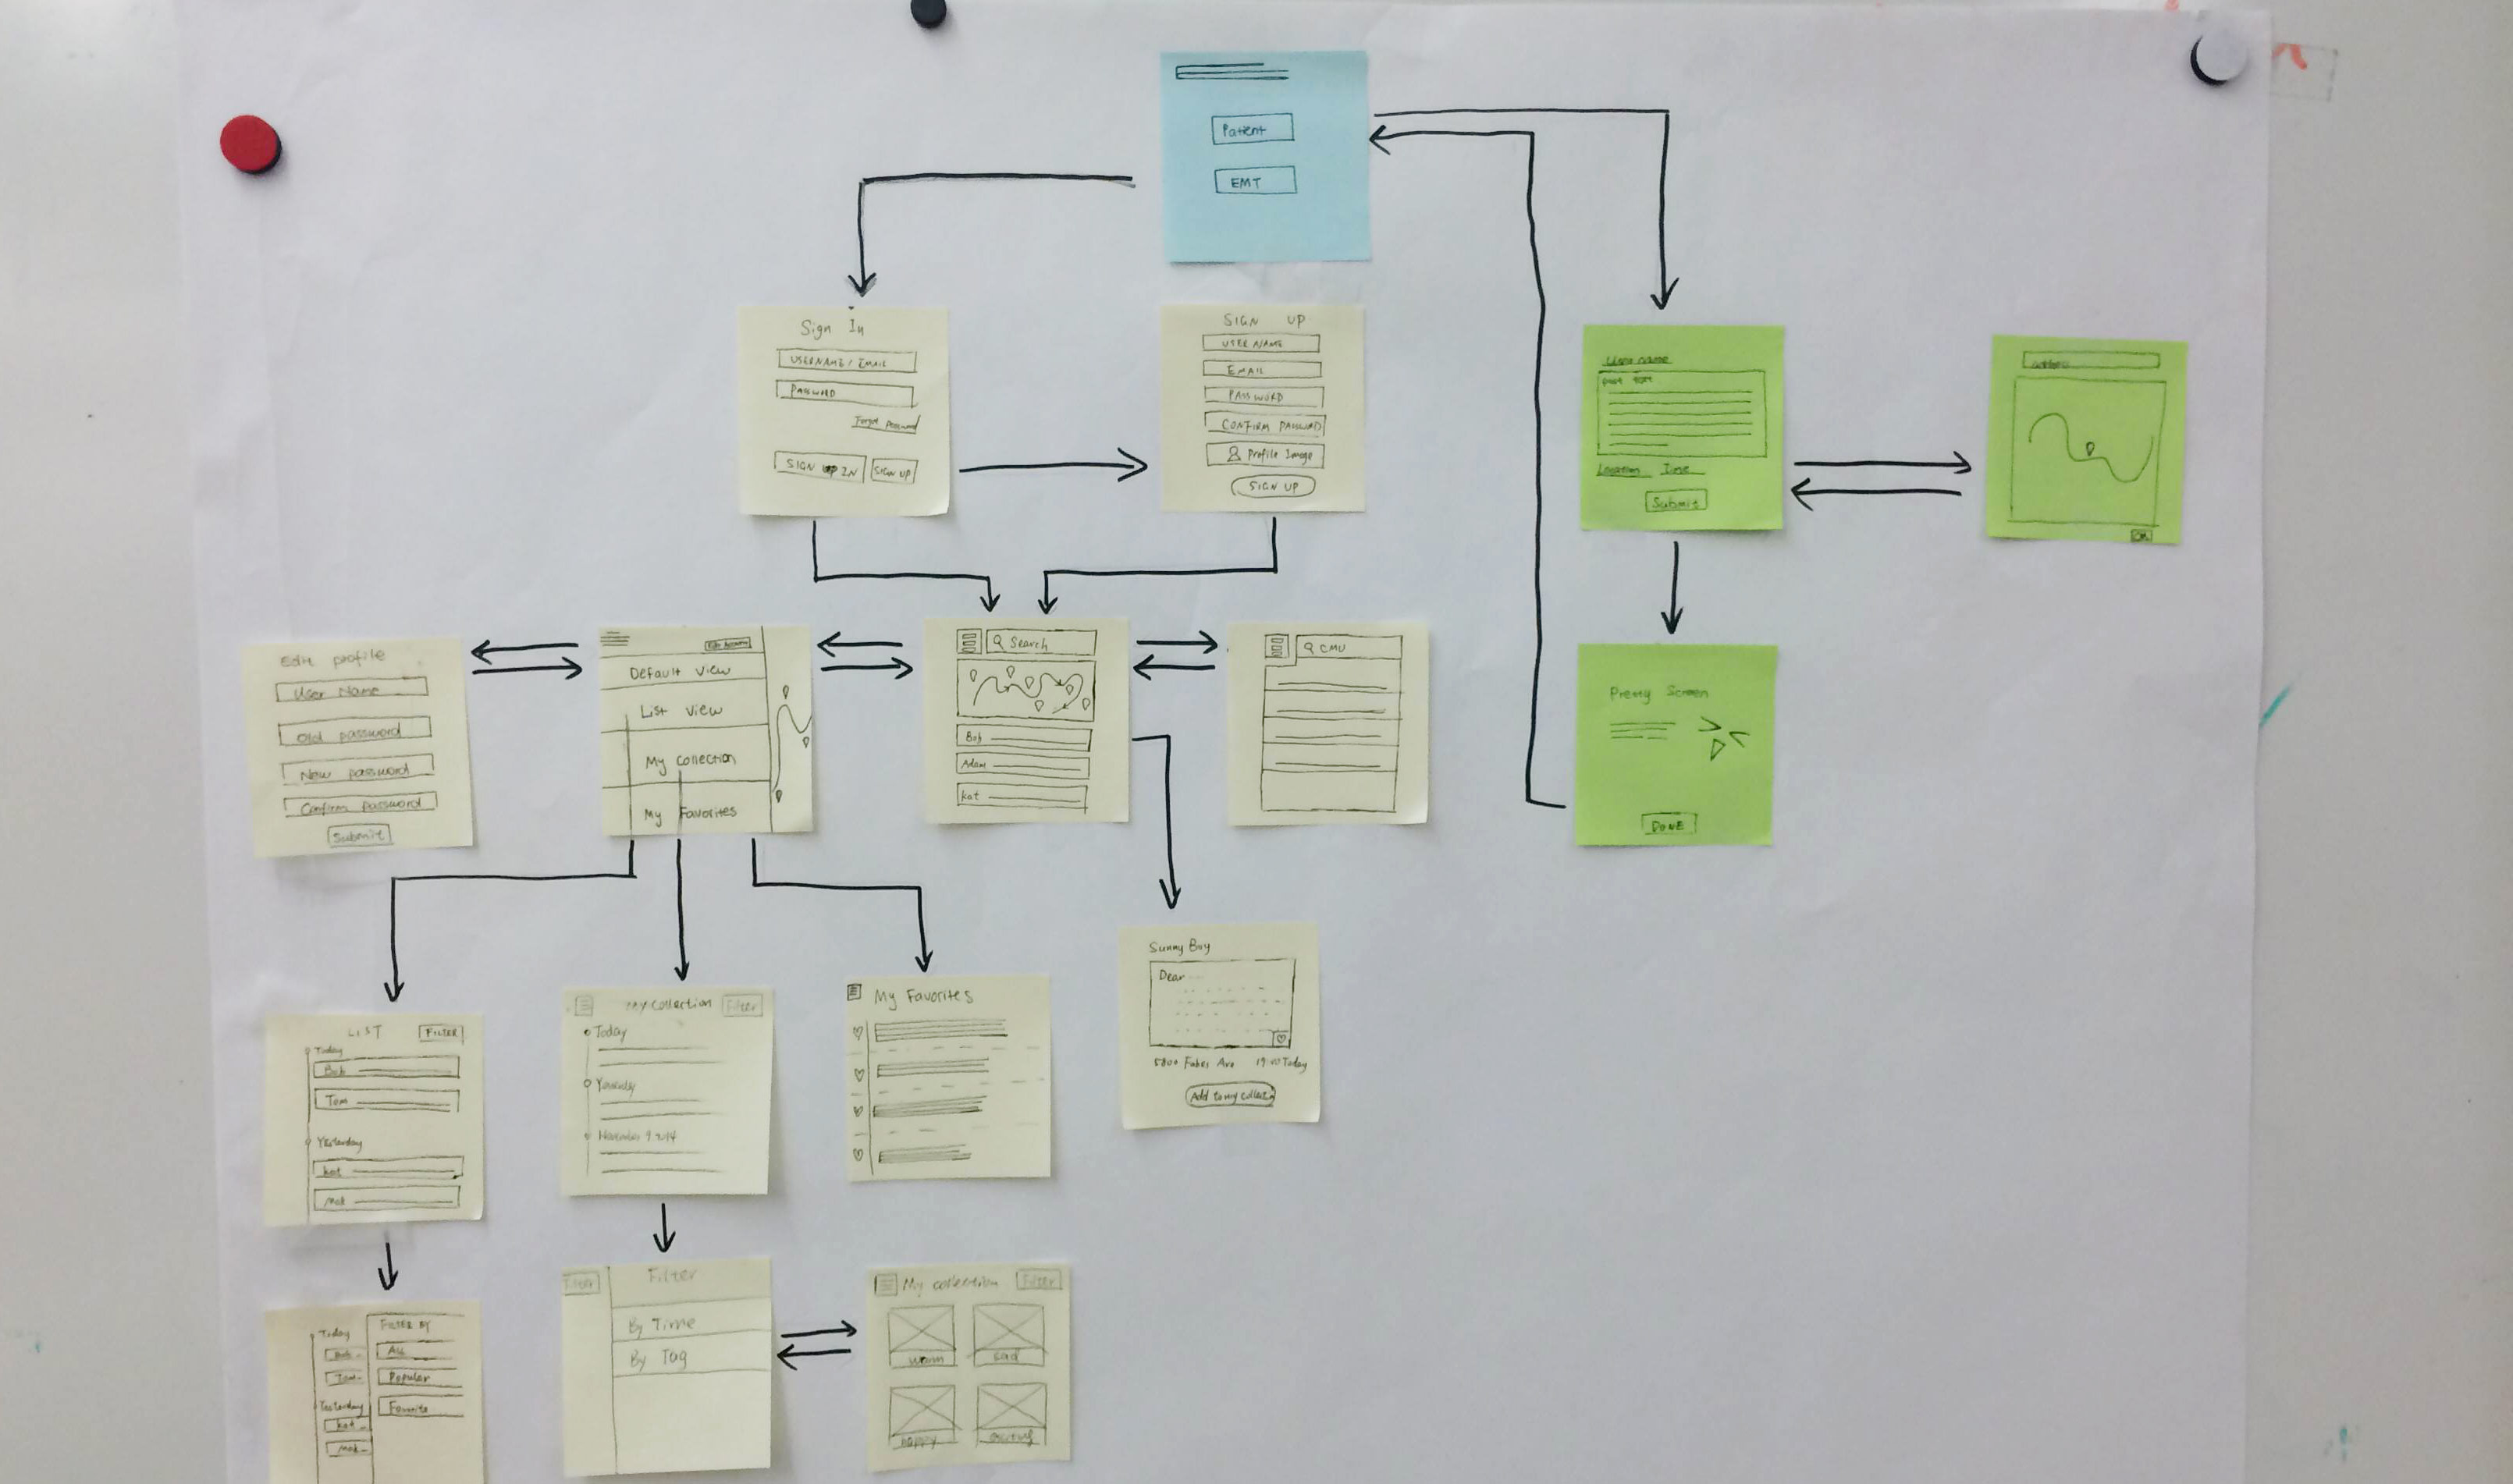 Patient
EMT
Sign In
USERNAME / EMAIL
PASSWORD
Forgot password
SIGN IN
SIGN UP
SIGN UP
USER NAME
EMAIL
PASSWORD
CONFIRM PASSWORD
Profile Image
SIGN UP
User name
post text
Location Time
Submit
address
OK
Edit profile
User Name
Old password
New password
Confirm password
Submit
Default View
List View
My Collection
My Favorites
Search
Bob
Adam
kat
CMU
Pretty Screen
DONE
Sunny Boy
Dear
Ave 19:00 Today
Add to my collection
LIST
FILTER
Today
Bob
Tom
Yesterday
kat
Mak
My collection
Filter
Today
Yesterday
November 9, 2014
My Favorites
Today
Bob
Tom
Yesterday
kat
Mak
FILTER BY
ALL
Popular
Favorite
Filter
Filter
By Time
By Tag
My collection
Filter
warm
sad
happy
exciting